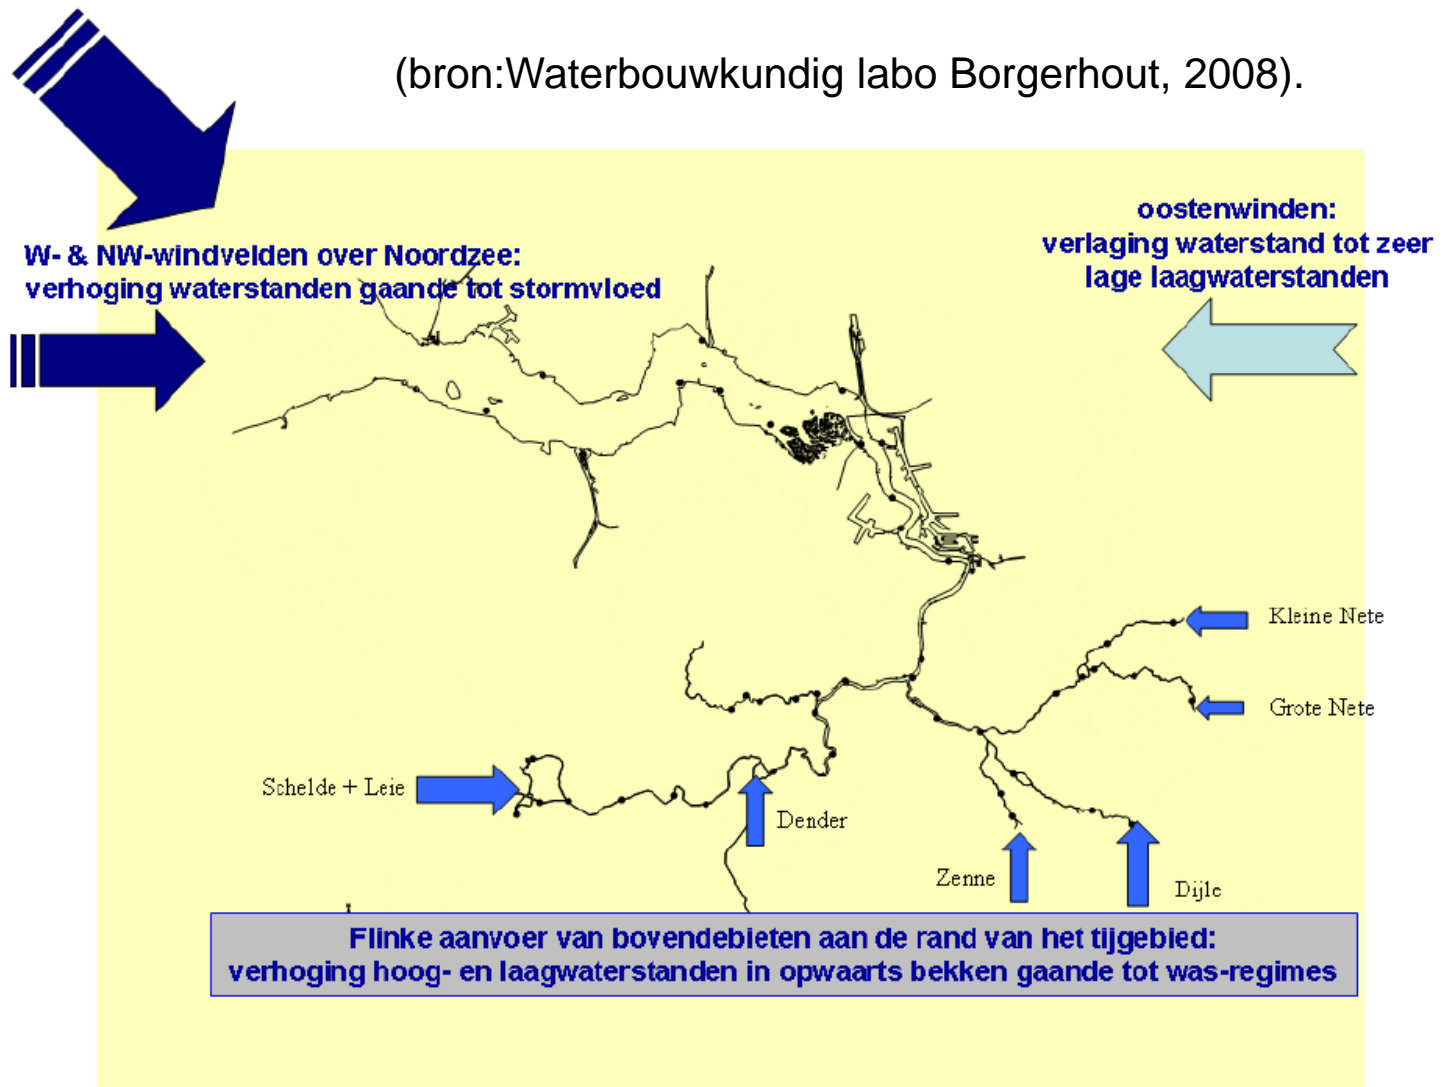 (bron:Waterbouwkundig labo Borgerhout, 2008).
oostenwinden:
verlaging waterstand tot zeer
lage laagwaterstanden
W- & NW-windvelden over Noordzee:
verhoging waterstanden gaande tot stormvloed
Kleine Nete
Grote Nete
Schelde + Leie
Dender
Zenne
Dijle
Flinke aanvoer van bovendebieten aan de rand van het tijgebied:
verhoging hoog- en laagwaterstanden in opwaarts bekken gaande tot was-regimes